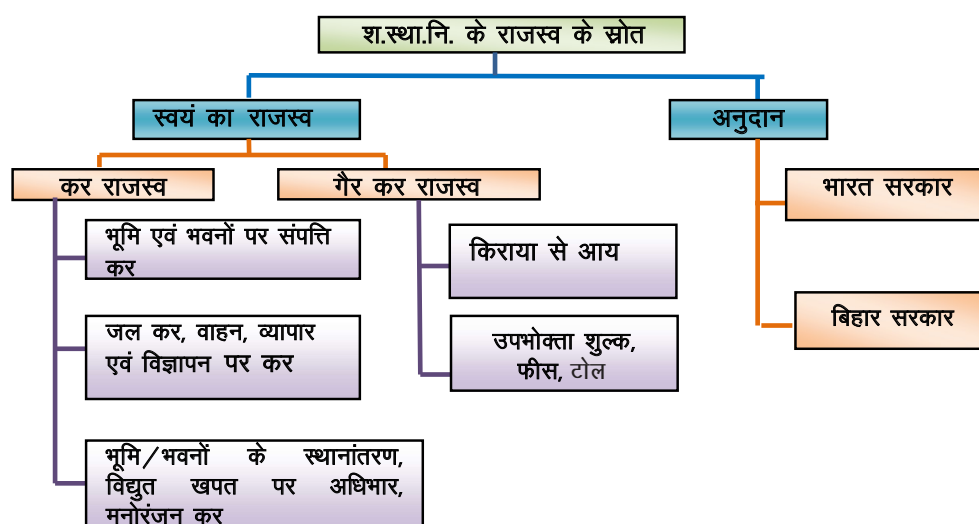 श.स्था.नि. के राजस्व के स्रोत
स्वयं का राजस्व
अनुदान
कर राजस्व
गैर कर राजस्व
भारत सरकार
भूमि एवं भवनों पर संपत्ति
कर
किराया से आय
जल कर, वाहन, व्यापार
एवं विज्ञापन पर कर
उपभोक्ता शुल्क,
फीस, टोल
बिहार सरकार
भूमि/भवनों के स्थानांतरण,
विद्युत खपत पर अधिभार,
मनोरंजन कर